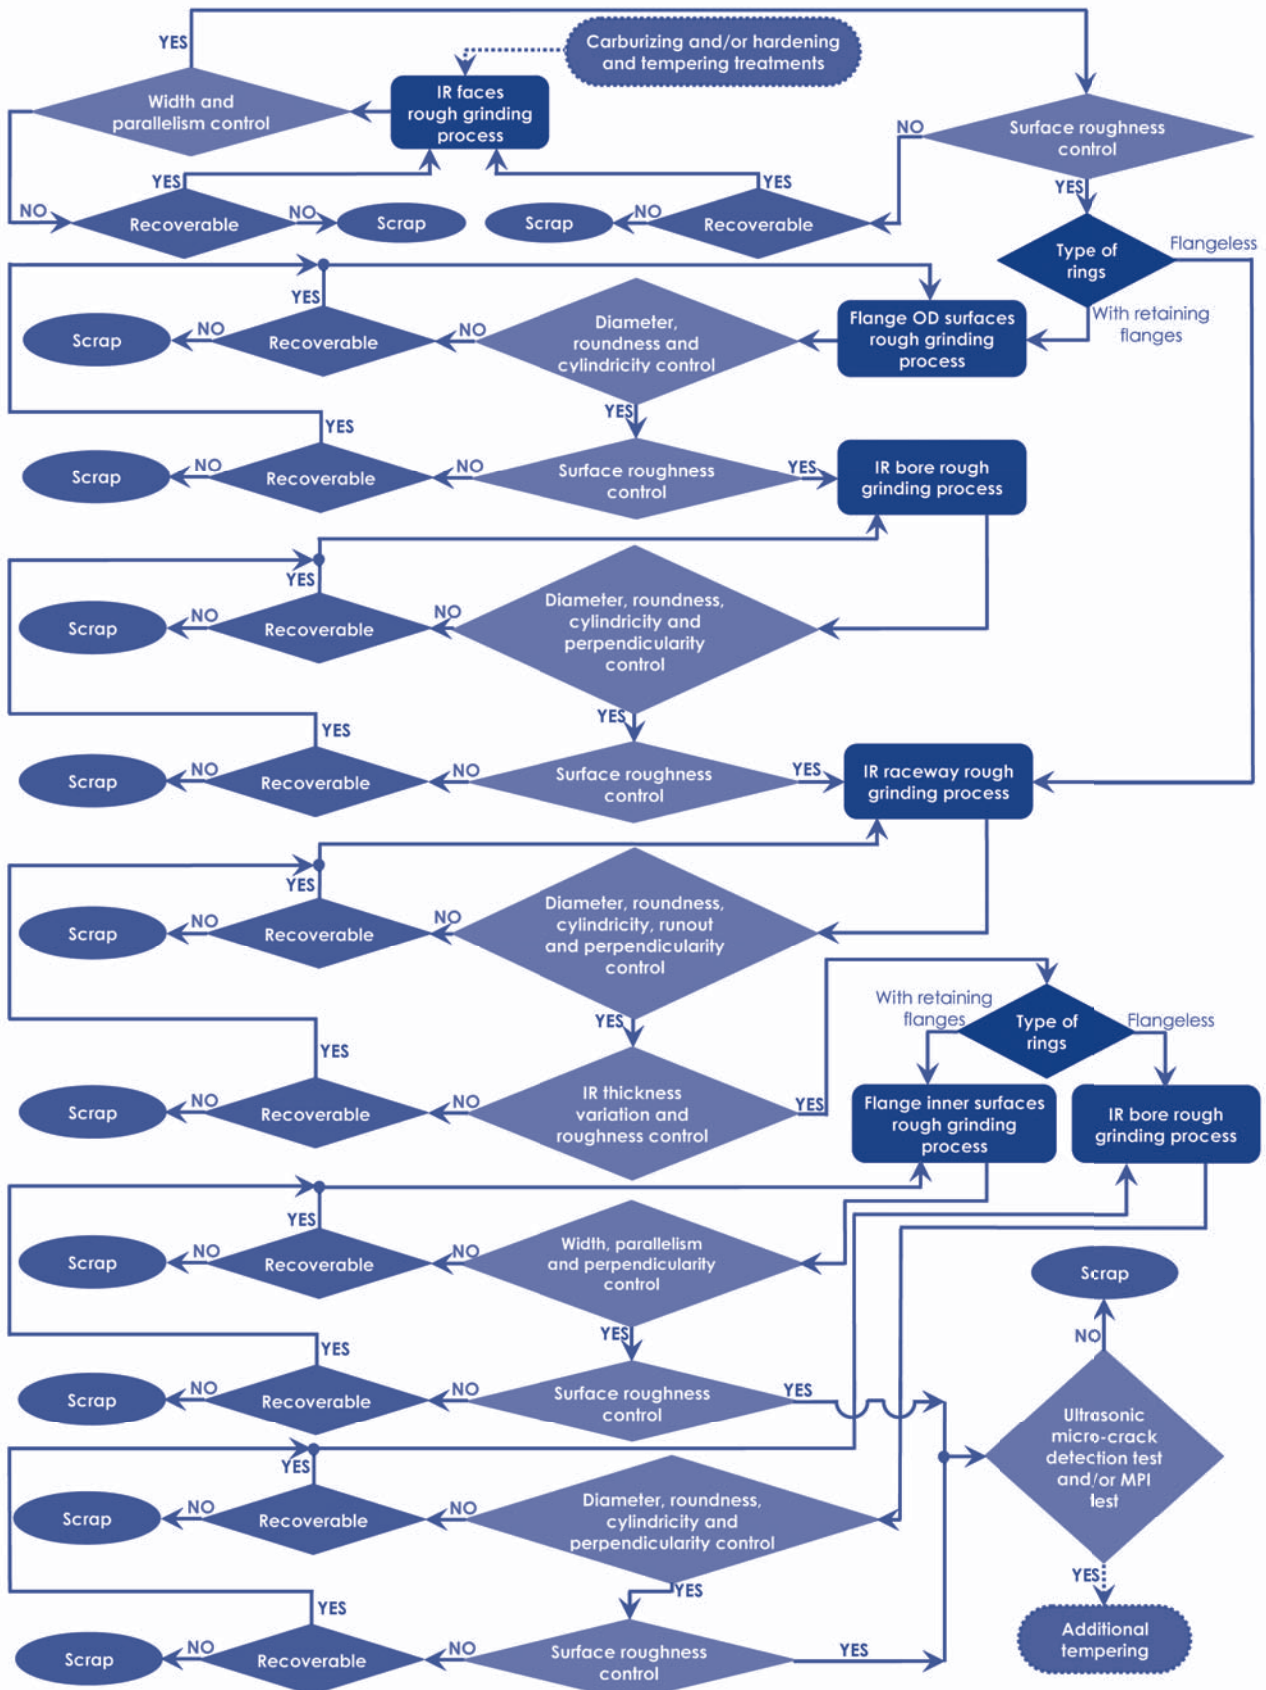 YES
Carburizing and/or hardening
and tempering treatments
Width and
parallelism control
IR faces
rough grinding
process
NO
Surface roughness
control
YES
YES
YES
NO
Recoverable
NO
Scrap
Scrap
NO
Recoverable
Type of
rings
Flangeless
With retaining
flanges
YES
Scrap
NO
Recoverable
NO
Diameter,
roundness and
cylindricity control
Flange OD surfaces
rough grinding
process
YES
YES
Scrap
NO
Recoverable
NO
Surface roughness
control
YES
IR bore rough
grinding process
YES
Scrap
NO
Recoverable
NO
Diameter, roundness,
cylindricity and
perpendicularity
control
YES
YES
Scrap
NO
Recoverable
NO
Surface roughness
control
YES
IR raceway rough
grinding process
YES
Scrap
NO
Recoverable
NO
Diameter, roundness,
cylindricity, runout
and perpendicularity
control
With retaining
flanges
Type of
rings
Flangeless
YES
YES
Scrap
NO
Recoverable
NO
IR thickness
variation and
roughness control
YES
Flange inner surfaces
rough grinding
process
IR bore rough
grinding process
YES
Scrap
NO
Recoverable
NO
Width, parallelism
and perpendicularity
control
Scrap
NO
YES
YES
Scrap
NO
Recoverable
NO
Surface roughness
control
YES
Ultrasonic
micro-crack
detection test
and/or MPI
test
YES
Scrap
NO
Recoverable
NO
Diameter, roundness,
cylindricity and
perpendicularity control
YES
YES
YES
Scrap
NO
Recoverable
NO
Surface roughness
control
YES
Additional
tempering